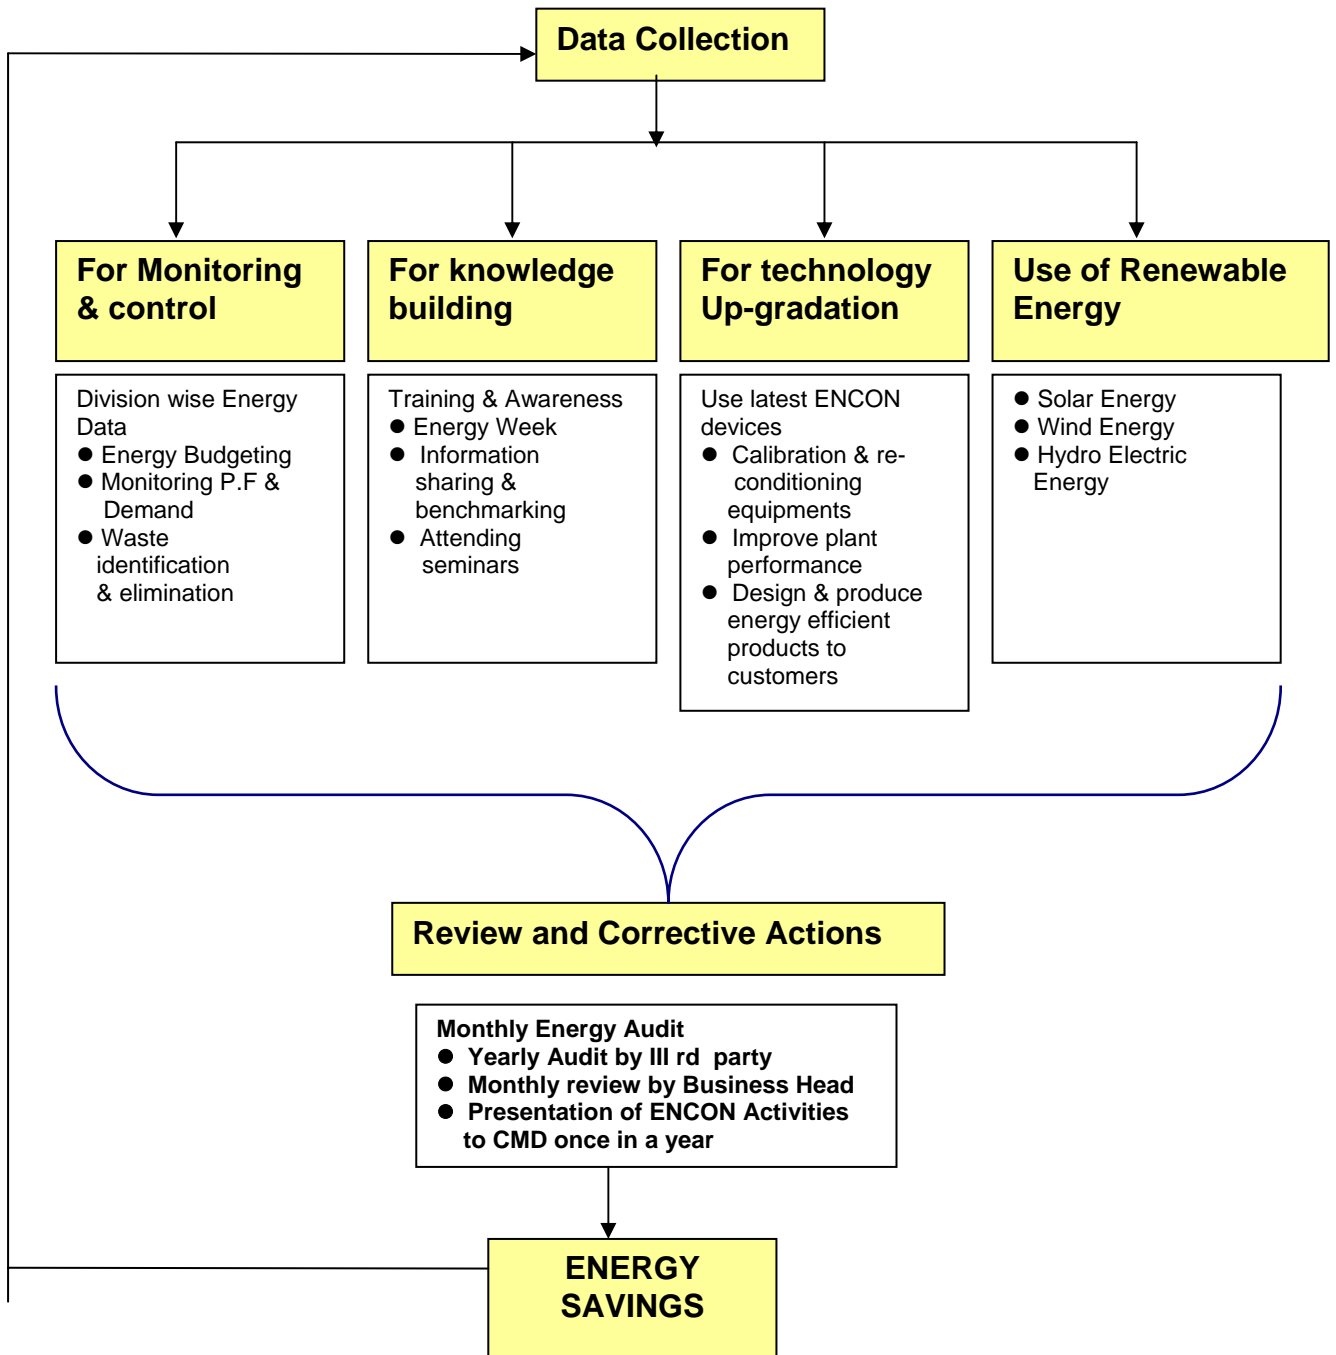 Data Collection
For Monitoring
& control
For knowledge
building
For technology
Up-gradation
Use of Renewable
Energy
Division wise Energy
Data
● Energy Budgeting
● Monitoring P.F &
Demand
● Waste
identification
& elimination
Training & Awareness
● Energy Week
● Information
sharing &
benchmarking
● Attending
seminars
Use latest ENCON
devices
● Calibration & re-
conditioning
equipments
● Improve plant
performance
● Design & produce
energy efficient
products to
customers
● Solar Energy
● Wind Energy
● Hydro Electric
Energy
Review and Corrective Actions
Monthly Energy Audit
● Yearly Audit by III rd party
● Monthly review by Business Head
● Presentation of ENCON Activities
to CMD once in a year
ENERGY
SAVINGS